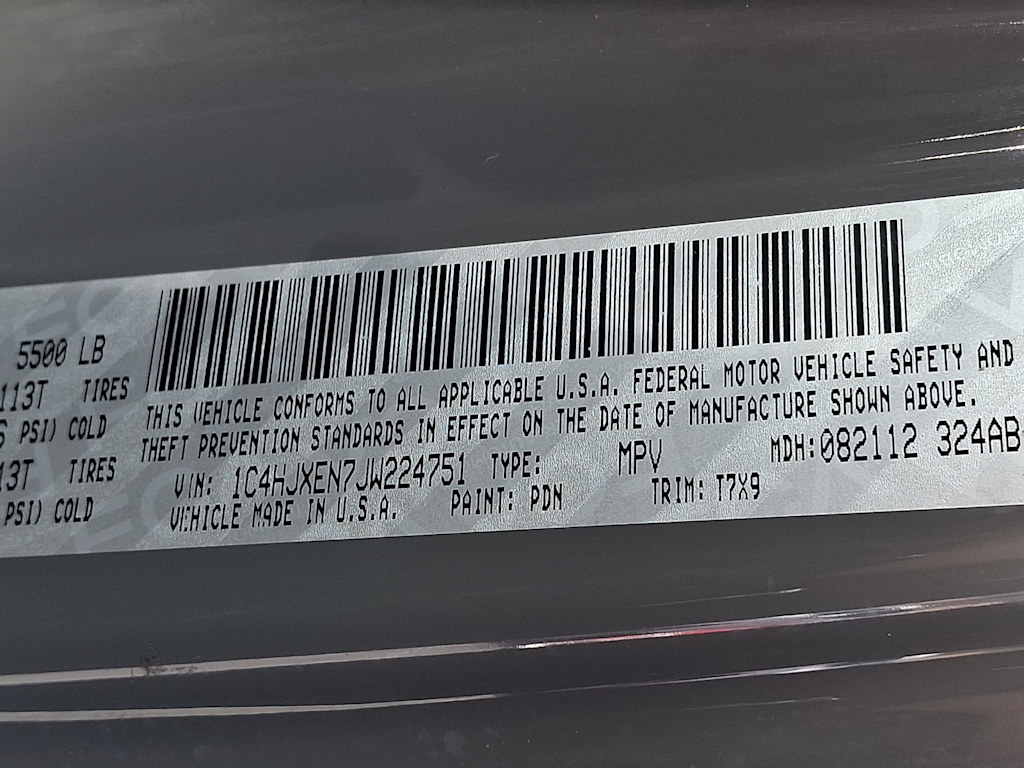 5500 LB
113T TIRES
PSI) COLD
13T TIRES
PSI) COLD
THIS VEHICLE CONFORMS TO ALL APPLICABLE U.S.A. FEDERAL MOTOR VEHICLE SAFETY AND
THEFT PREVENTION STANDARDS IN EFFECT ON THE DATE OF MANUFACTURE SHOWN ABOVE.
VIN: 1C4HJXEN7JW224751 TYPE: MPV MDH:082112 324AB
VEHICLE MADE IN U.S.A. PAINT: PDN TRIM: T7X9